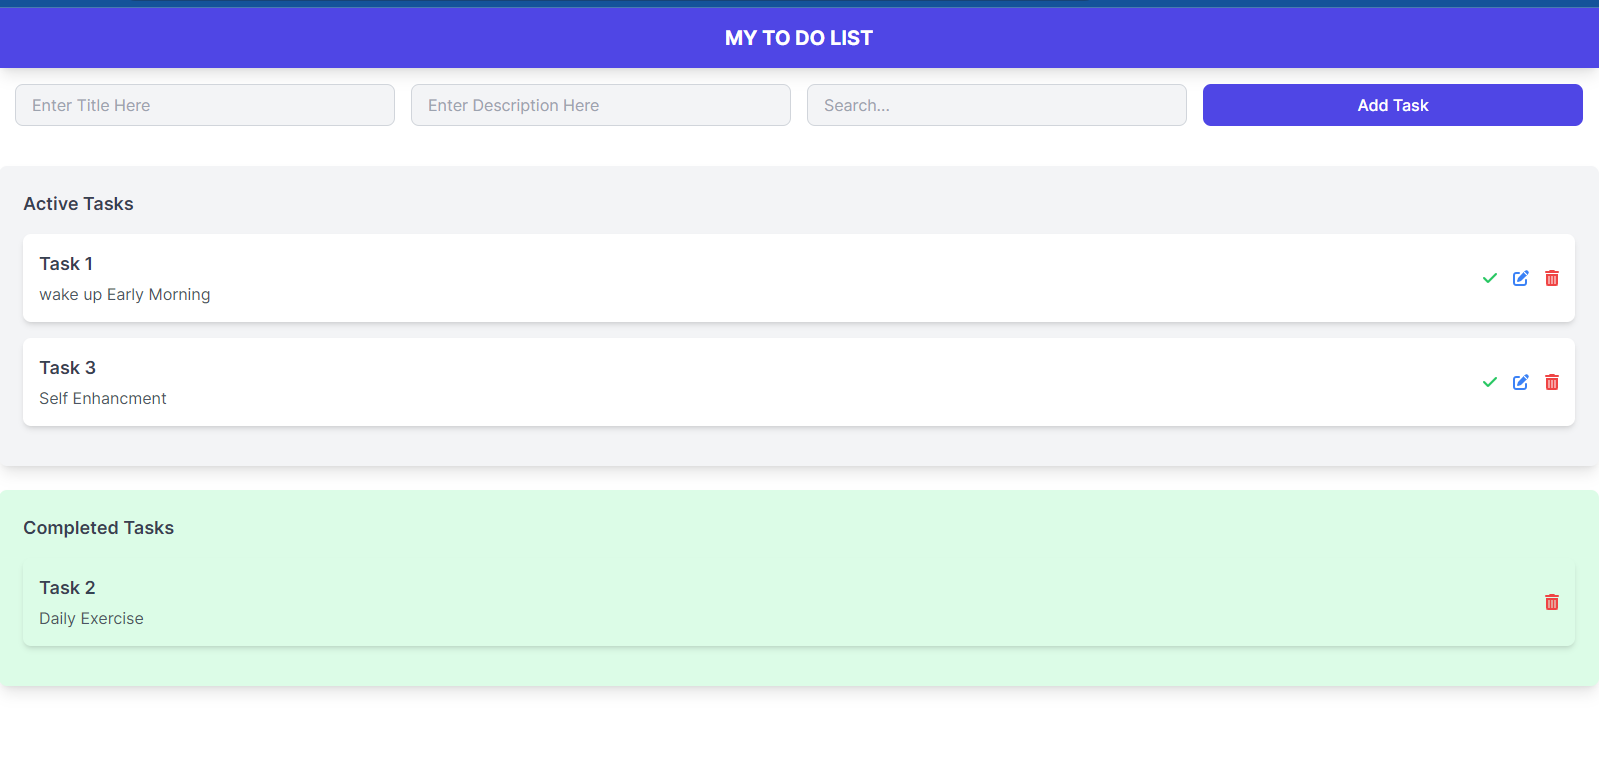 MY TO DO LIST
Enter Title Here
Enter Description Here
Search...
Add Task
Active Tasks
Task 1
wake up Early Morning
Task 3
Self Enhancment
Completed Tasks
Task 2
Daily Exercise